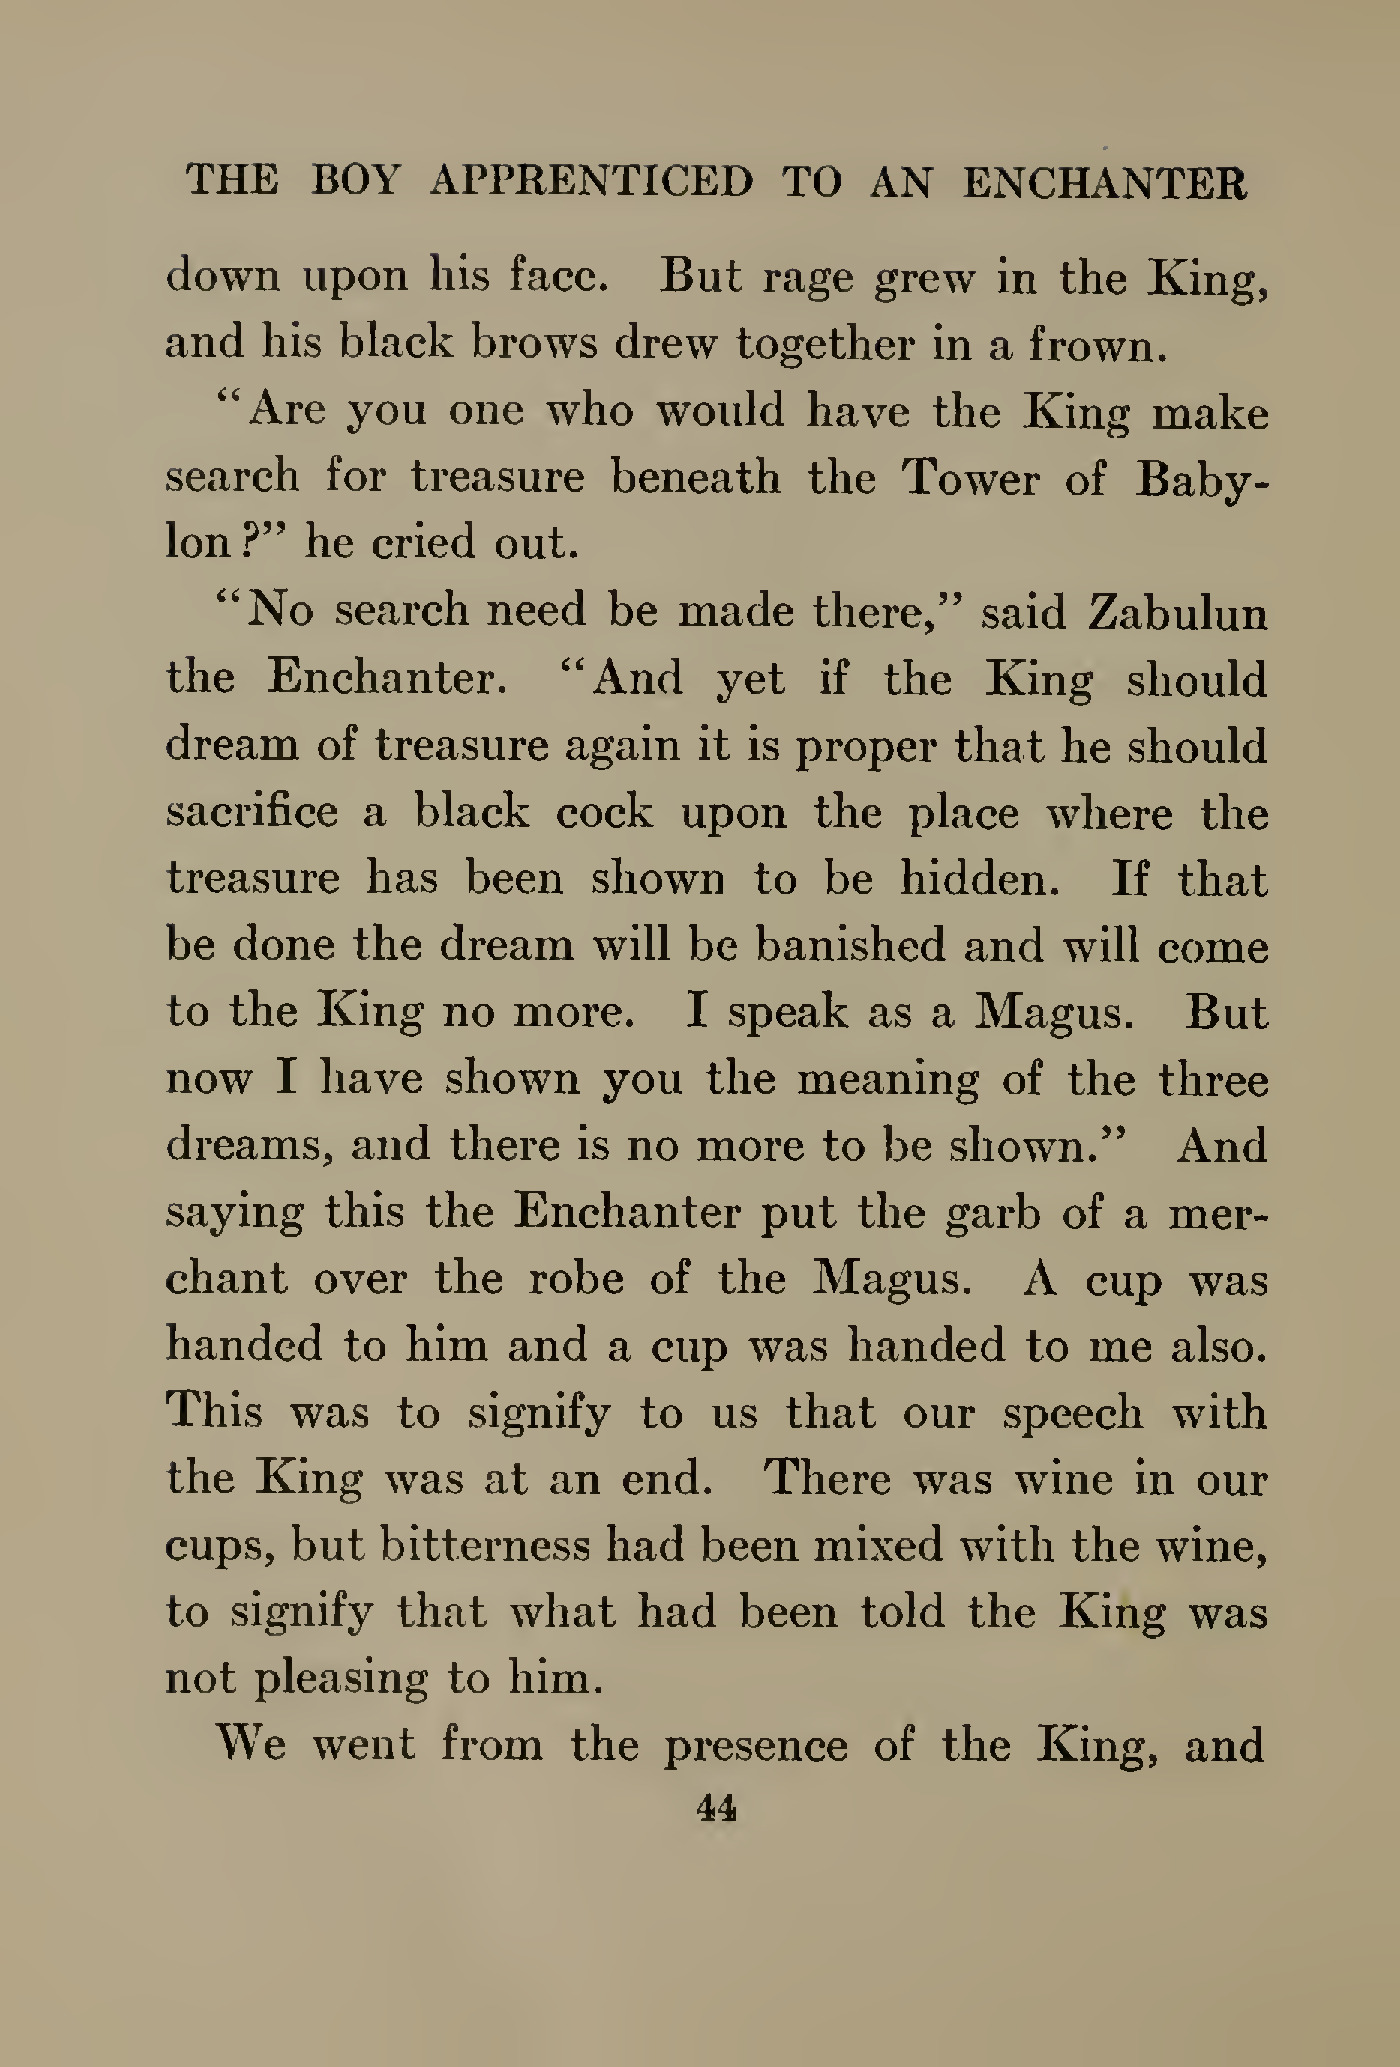 THE BOY APPRENTICED TO AN ENCHANTER
down upon his face. But rage grew in the King,
and his black brows drew together in a frown.
“Are you one who would have the King make
search for treasure beneath the Tower of Baby-
lon?” he cried out.
“No search need be made there,” said Zabulun
the Enchanter. “And yet if the King should
dream of treasure again it is proper that he should
sacrifice a black cock upon the place where the
treasure has been shown to be hidden. If that
be done the dream will be banished and will come
to the King no more. I speak as a Magus. But
now I have shown you the meaning of the three
dreams, and there is no more to be shown.” And
saying this the Enchanter put the garb of a mer-
chant over the robe of the Magus. A cup was
handed to him and a cup was handed to me also.
This was to signify to us that our speech with
the King was at an end. There was wine in our
cups, but bitterness had been mixed with the wine,
to signify that what had been told the King was
not pleasing to him.
We went from the presence of the King, and
44